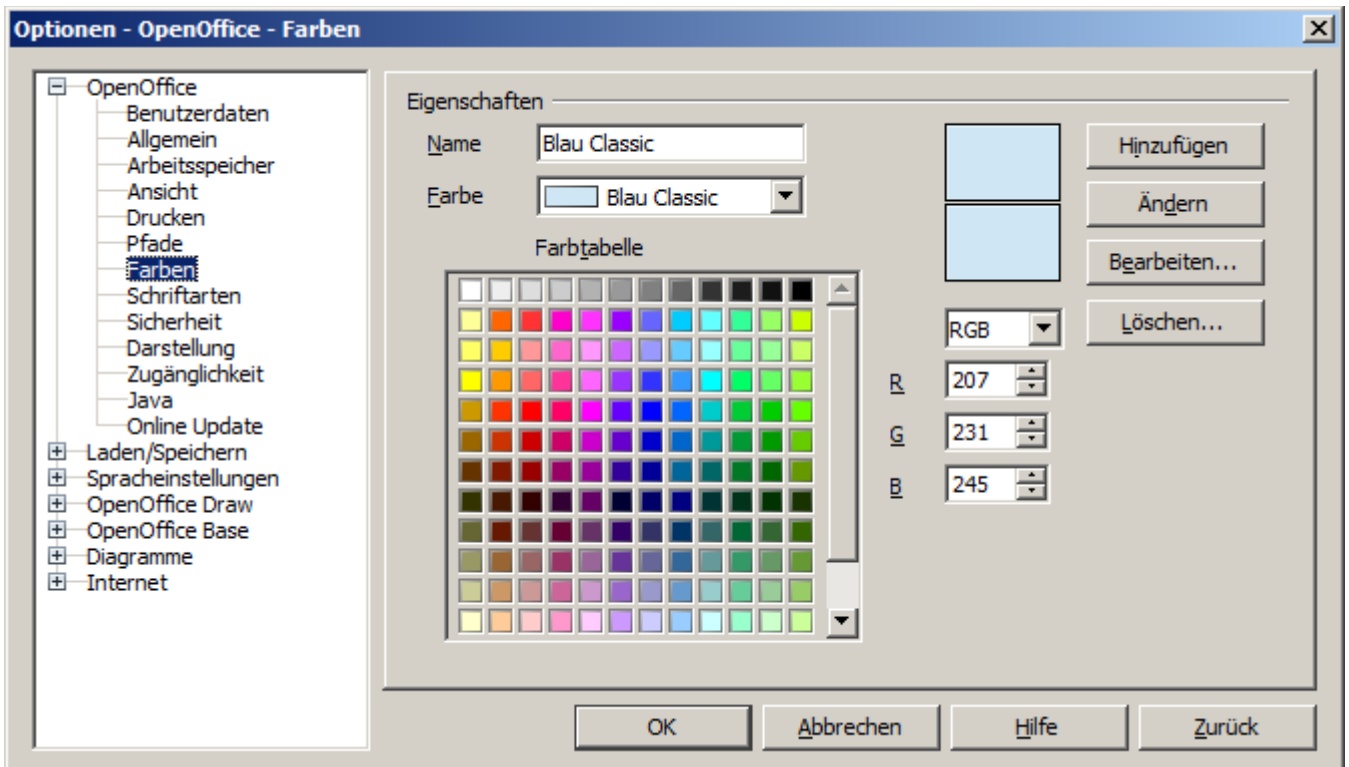 Optionen - OpenOffice - Farben
OpenOffice
Benutzerdaten
Allgemein
Arbeitsspeicher
Ansicht
Drucken
Pfade
Farben
Schriftarten
Sicherheit
Darstellung
Zugänglichkeit
Java
Online Update
Laden/Speichern
Spracheinstellungen
OpenOffice Draw
OpenOffice Base
Diagramme
Internet
Eigenschaften
Name Blau Classic
Farbe Blau Classic
Farbtabelle
Hinzufügen
Ändern
Bearbeiten...
Löschen...
RGB
R 207
G 231
B 245
OK Abbrechen Hilfe Zurück